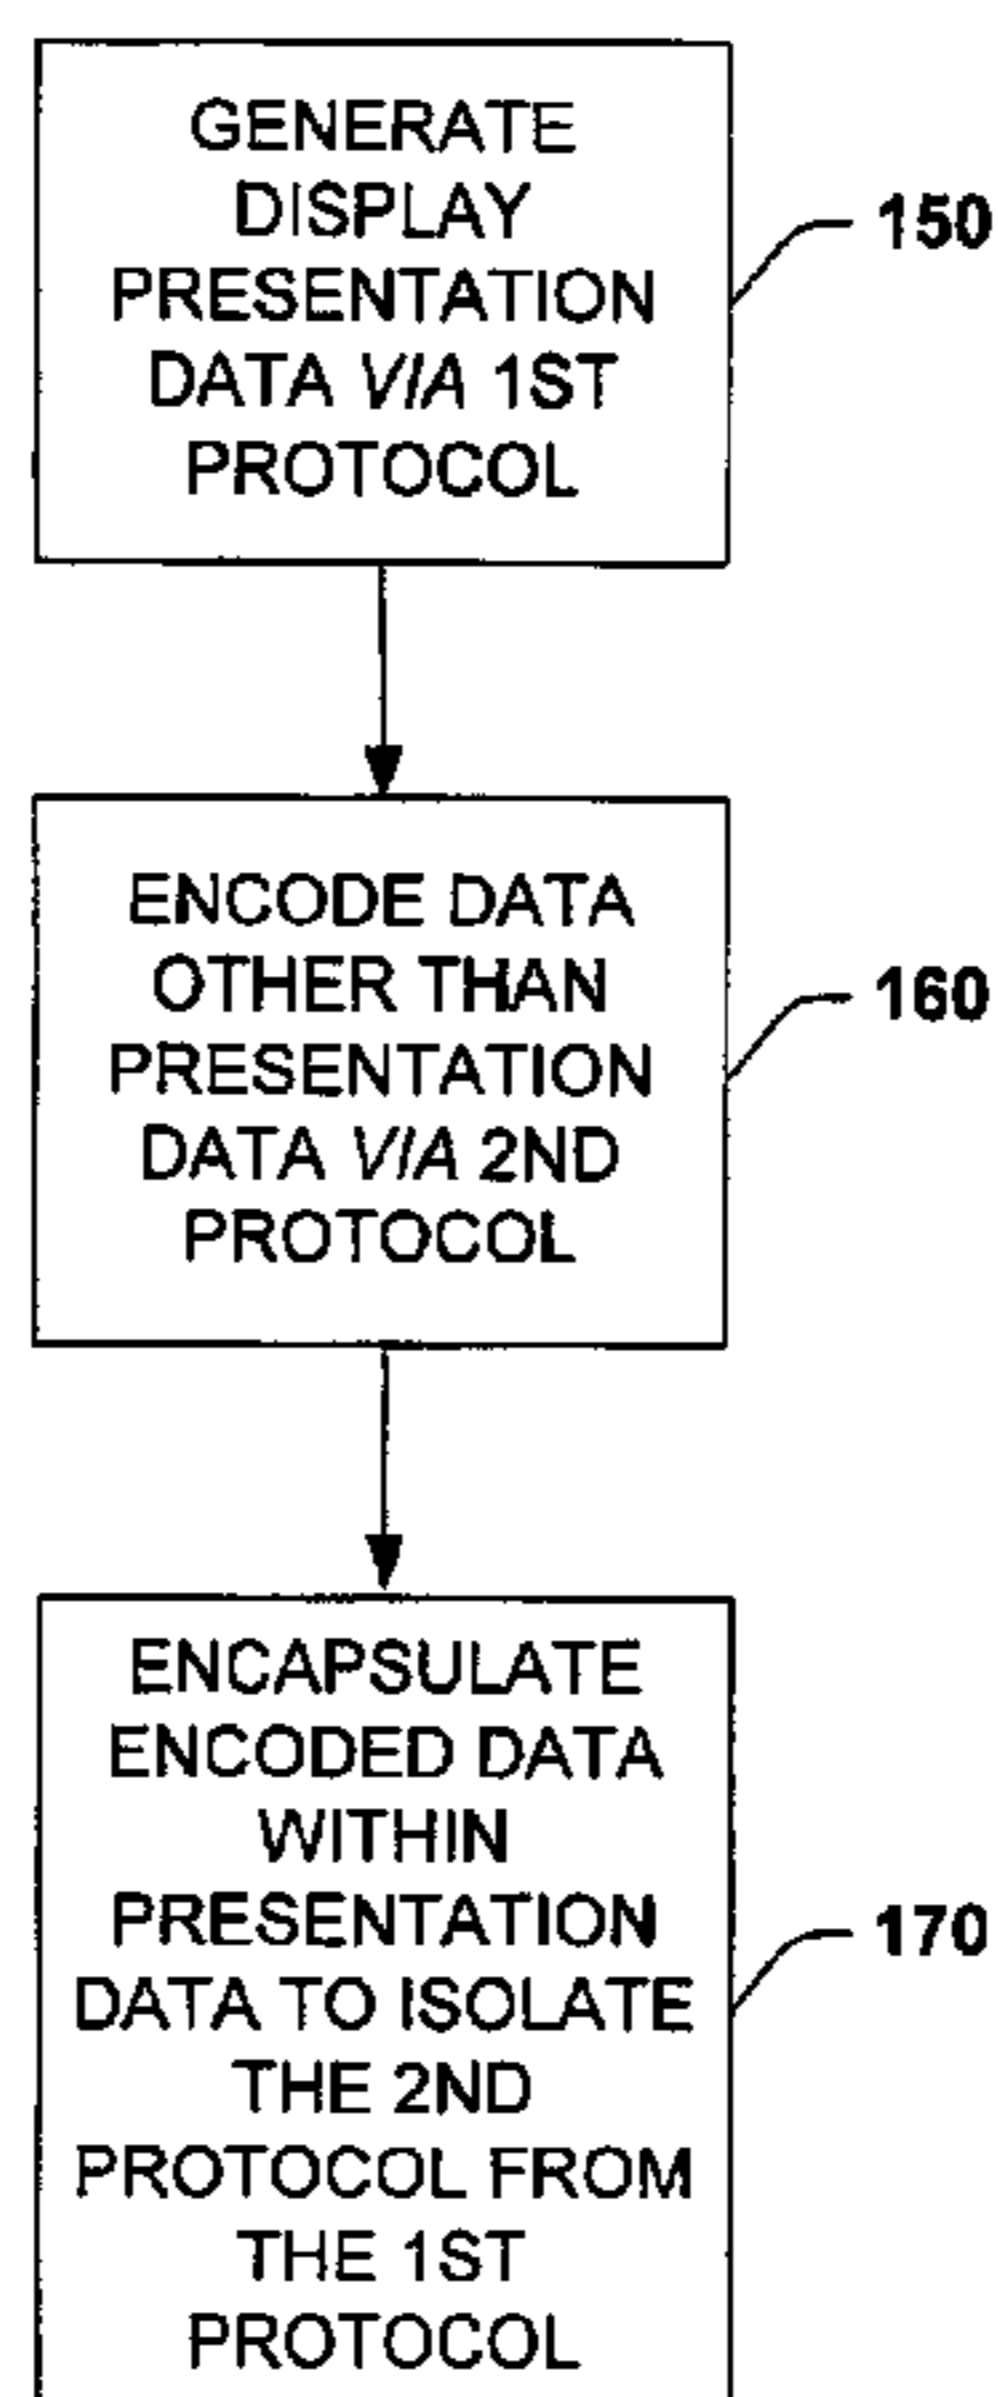 GENERATE
DISPLAY
PRESENTATION
DATA VIA 1ST
PROTOCOL
150
ENCODE DATA
OTHER THAN
PRESENTATION
DATA VIA 2ND
PROTOCOL
160
ENCAPSULATE
ENCODED DATA
WITHIN
PRESENTATION
DATA TO ISOLATE
THE 2ND
PROTOCOL FROM
THE 1ST
PROTOCOL
170